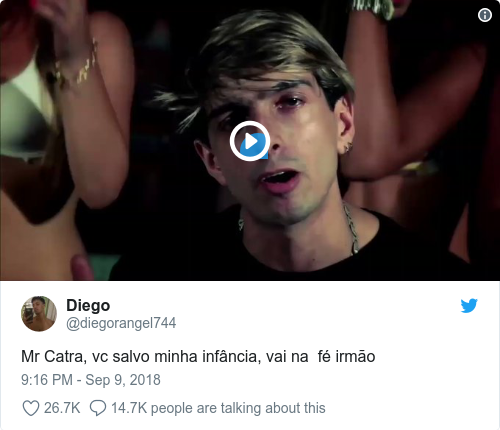 Diego
@diegorangel744
Mr Catra, vc salvo minha infância, vai na  fé irmão
9:16 PM - Sep 9, 2018
26.7K 14.7K people are talking about this